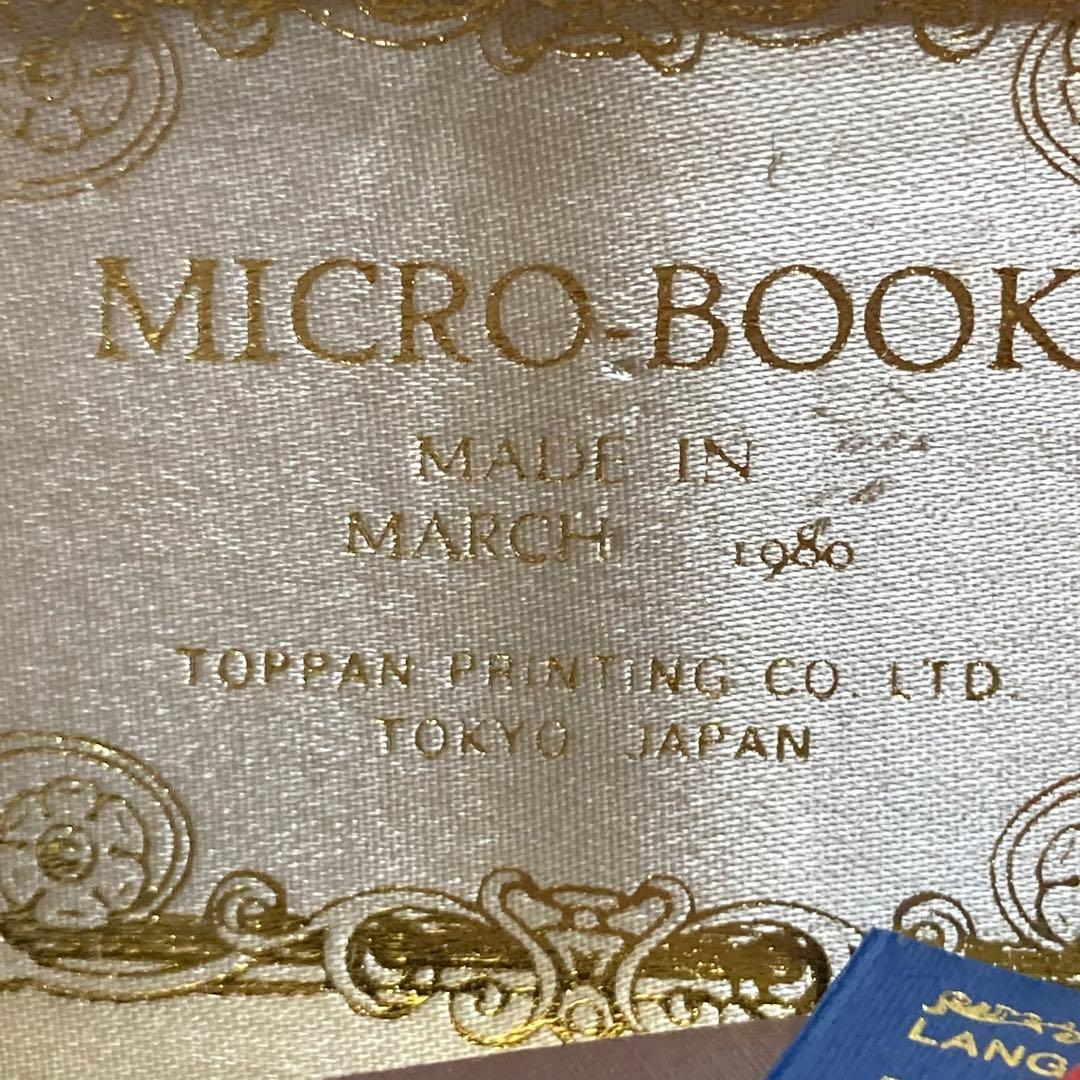 MICRO-BOOK
MADE IN
MARCH 1980
TOPPAN PRINTING CO. LTD.
TOKYO JAPAN
LANG